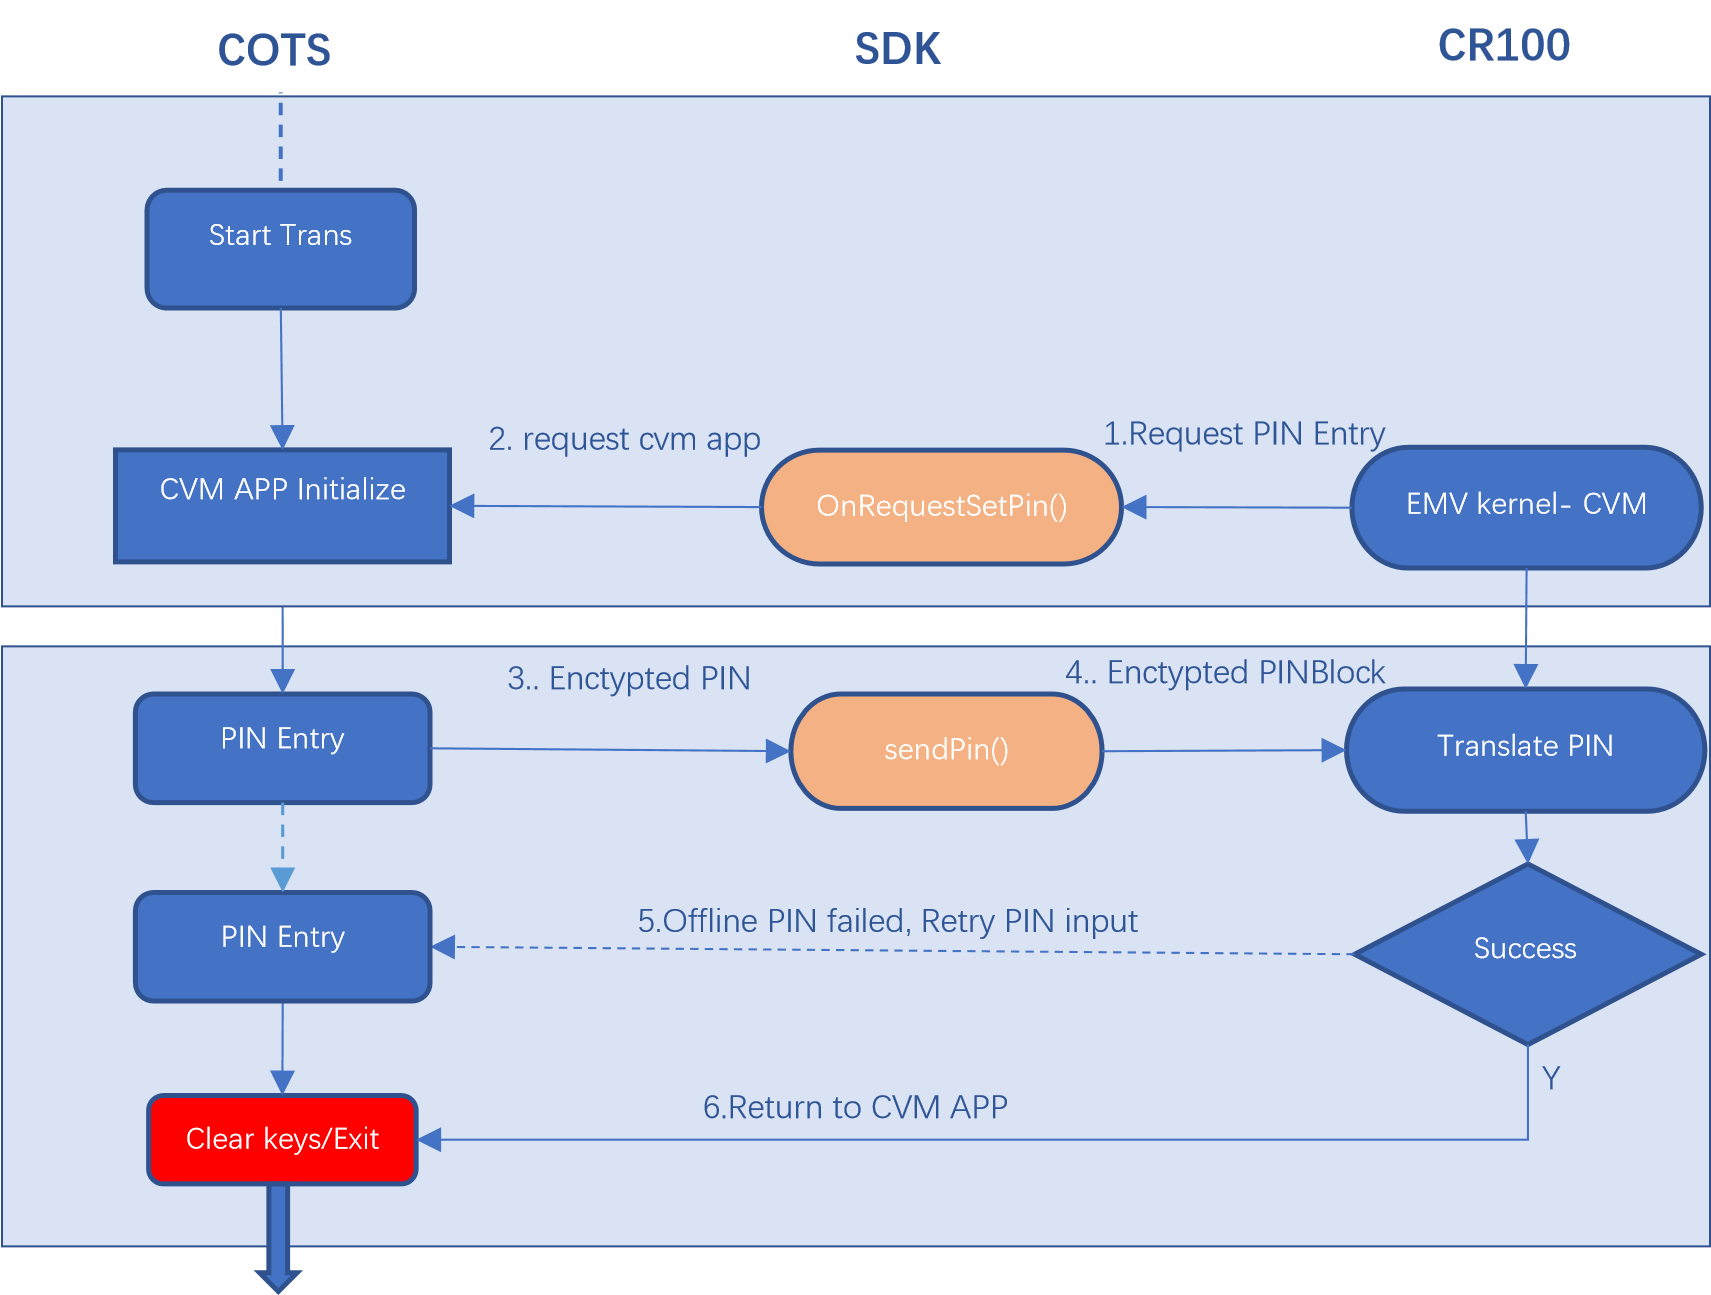 COTS
SDK
CR100
Start Trans
2. request cvm app
1.Request PIN Entry
CVM APP Initialize
OnRequestSetPin()
EMV kernel- CVM
3.. Enctypted PIN
4.. Enctypted PINBlock
PIN Entry
sendPin()
Translate PIN
5.Offline PIN failed, Retry PIN input
PIN Entry
Success
Y
6.Return to CVM APP
Clear keys/Exit